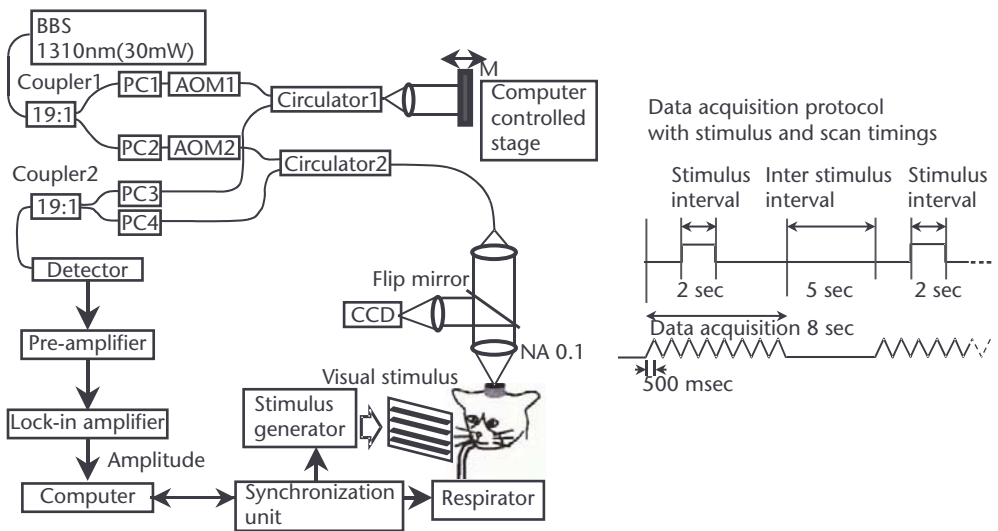 BBS
1310nm(30mW)
Coupler1
19:1
PC1
AOM1
PC2
AOM2
Circulator1
M
Computer
controlled
stage
Circulator2
Coupler2
19:1
PC3
PC4
Detector
Flip mirror
CCD
NA 0.1
Pre-amplifier
Visual stimulus
Stimulus
generator
Lock-in amplifier
Amplitude
Computer
Synchronization
unit
Respirator
Data acquisition protocol
with stimulus and scan timings
Stimulus
interval
Inter stimulus
interval
Stimulus
interval
2 sec
5 sec
2 sec
Data acquisition 8 sec
500 msec